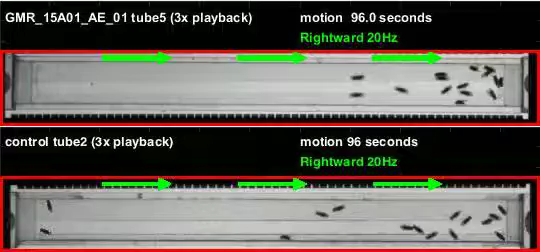 GMR_15A01_AE_01 tube5 (3x playback)
motion  96.0 seconds
Rightward 20Hz
control tube2 (3x playback)
motion 96 seconds
Rightward 20Hz